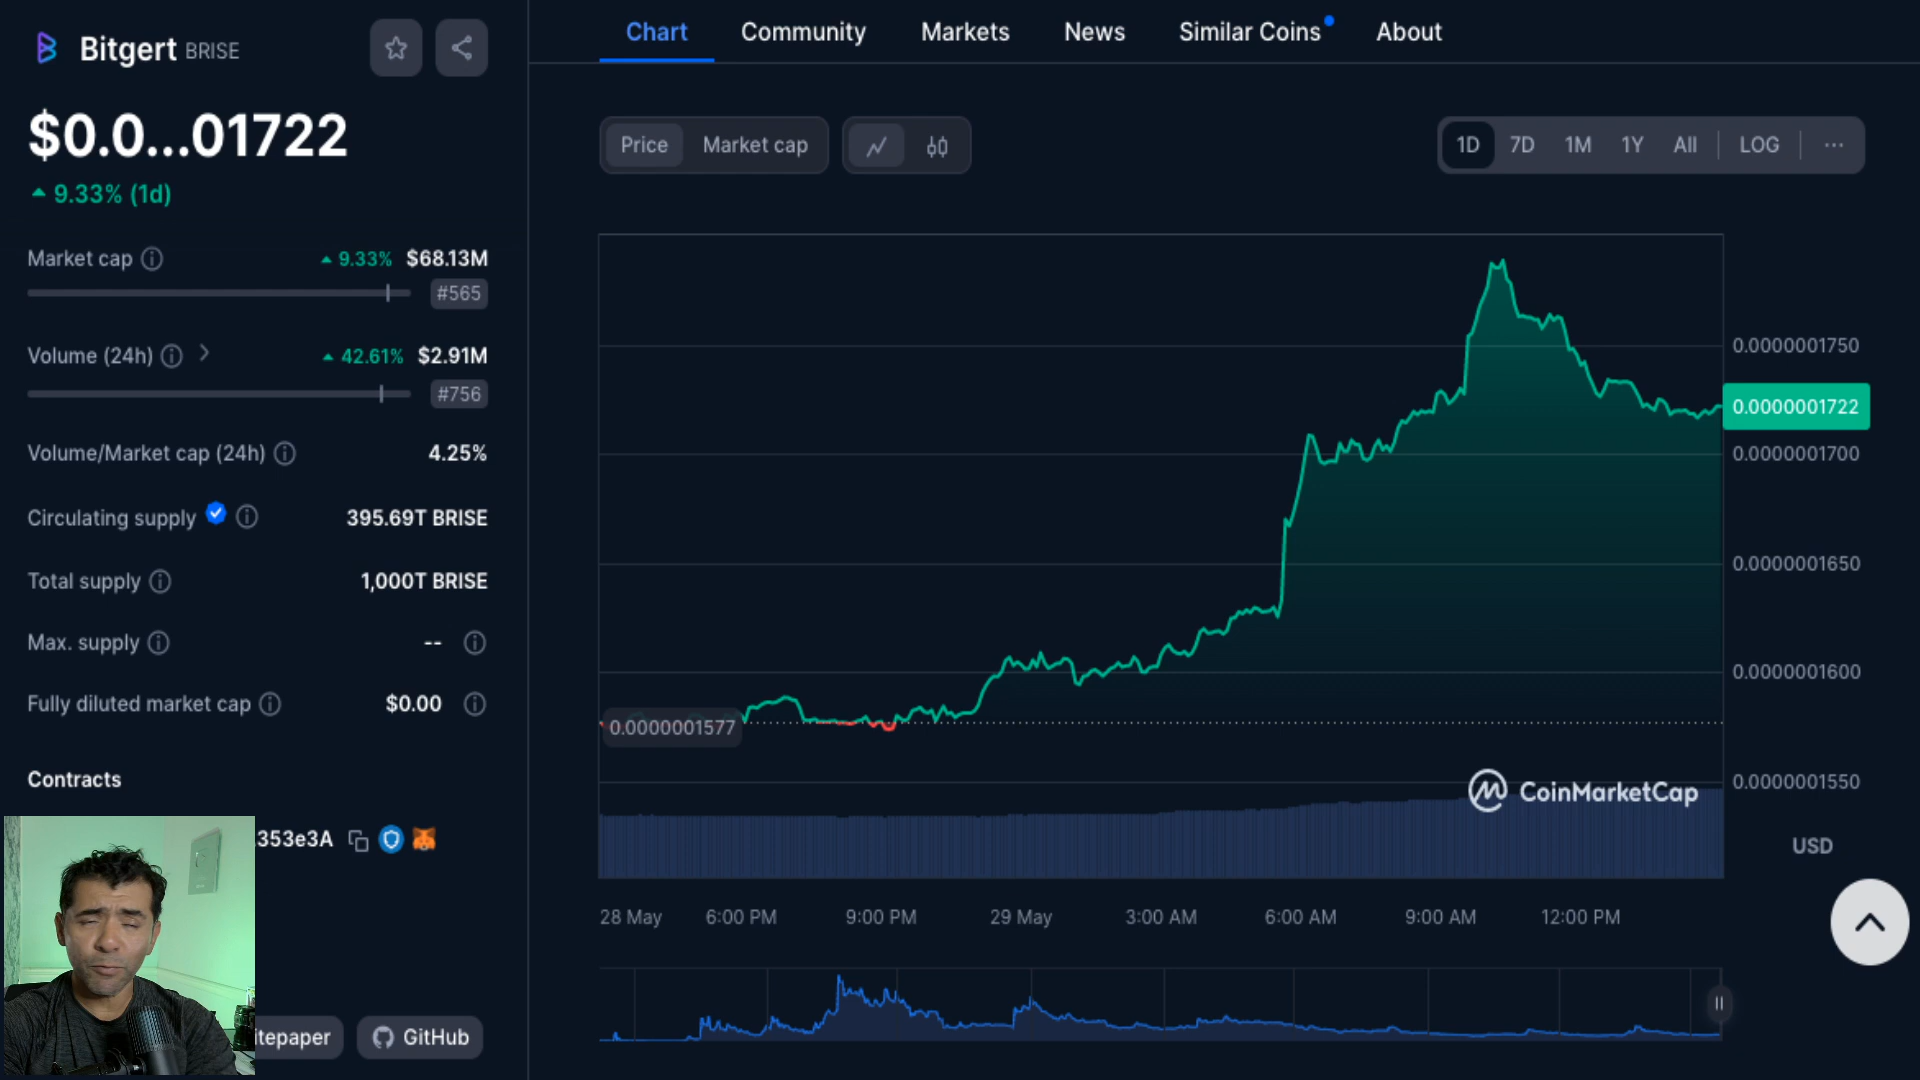 Bitgert BRISE
$0.0...01722
9.33% (1d)
Market cap 9.33% $68.13M
#565
Volume (24h) 42.61% $2.91M
#756
Volume/Market cap (24h) 4.25%
Circulating supply 395.69T BRISE
Total supply 1,000T BRISE
Max. supply --
Fully diluted market cap $0.00
Contracts
.353e3A
itepaper GitHub
Chart Community Markets News Similar Coins About
Price Market cap
1D 7D 1M 1Y All LOG ...
0.0000001750
0.0000001722
0.0000001700
0.0000001650
0.0000001600
0.0000001577
0.0000001550
CoinMarketCap
USD
28 May 6:00 PM 9:00 PM 29 May 3:00 AM 6:00 AM 9:00 AM 12:00 PM